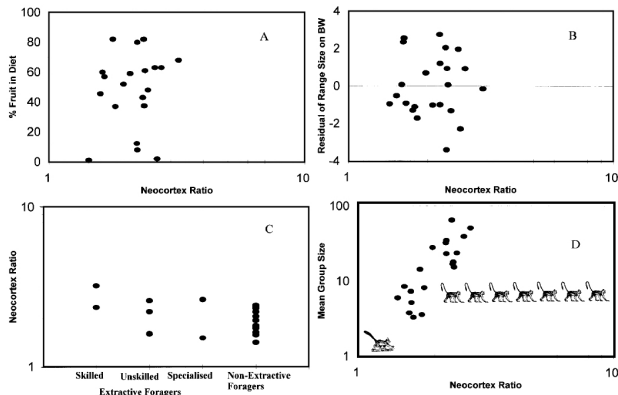 100
80
60
40
20
0
% Fruit in Diet
A
1
10
Neocortex Ratio
4
2
0
-2
-4
Residual of Range Size on BW
B
1
10
Neocortex Ratio
10
1
Neocortex Ratio
C
Skilled Unskilled Specialised Non-Extractive
Foragers
Extractive Foragers
100
10
1
Mean Group Size
D
1
10
Neocortex Ratio